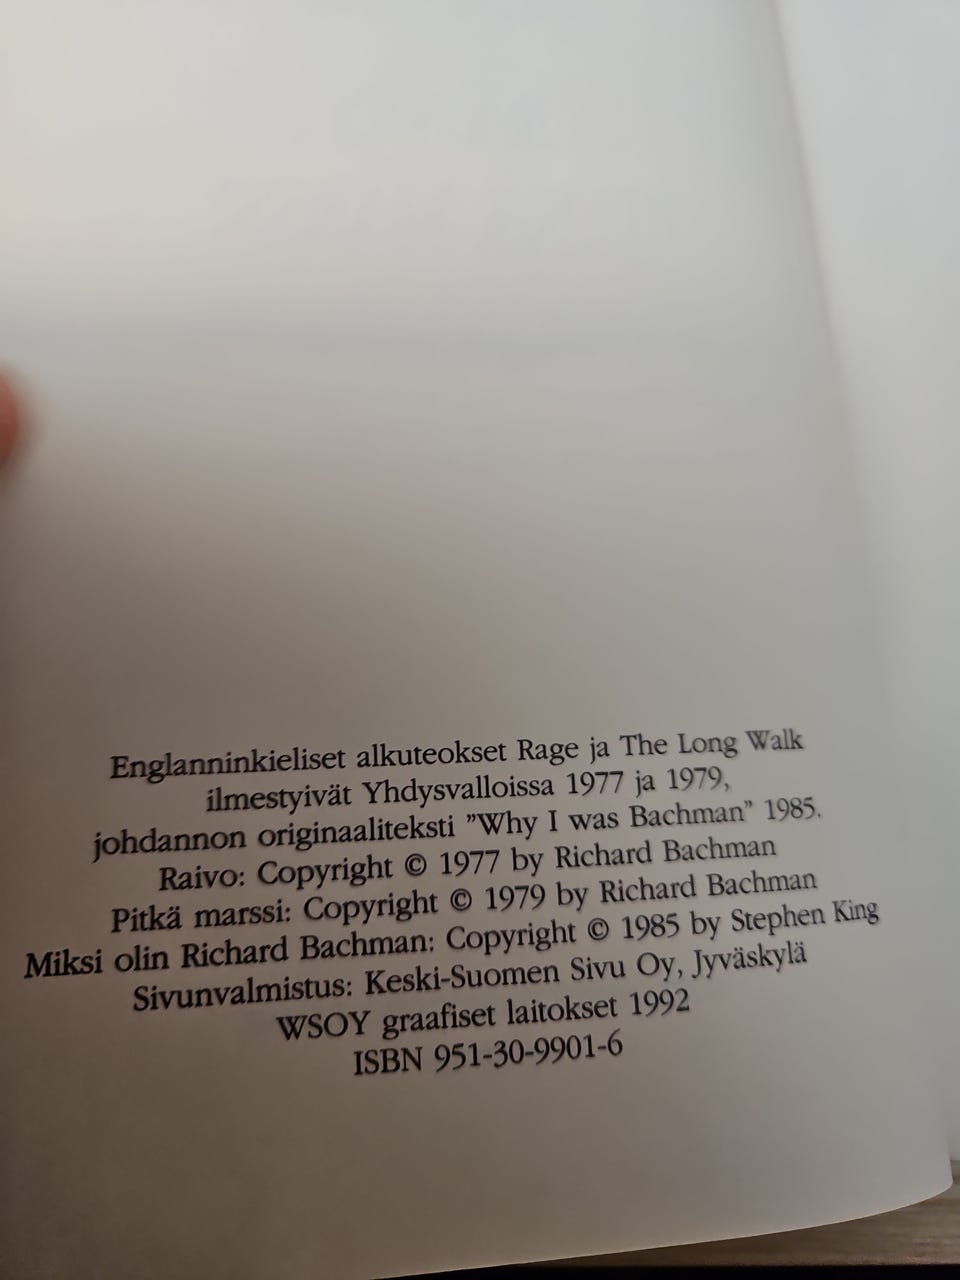 Englanninkieliset alkuteokset Rage ja The Long Walk
ilmestyivät Yhdysvalloissa 1977 ja 1979,
johdannon originaaliteksti ”Why I was Bachman” 1985.
Raivo: Copyright © 1977 by Richard Bachman
Pitkä marssi: Copyright © 1979 by Richard Bachman
Miksi olin Richard Bachman: Copyright © 1985 by Stephen King
Sivunvalmistus: Keski-Suomen Sivu Oy, Jyväskylä
WSOY graafiset laitokset 1992
ISBN 951-30-9901-6